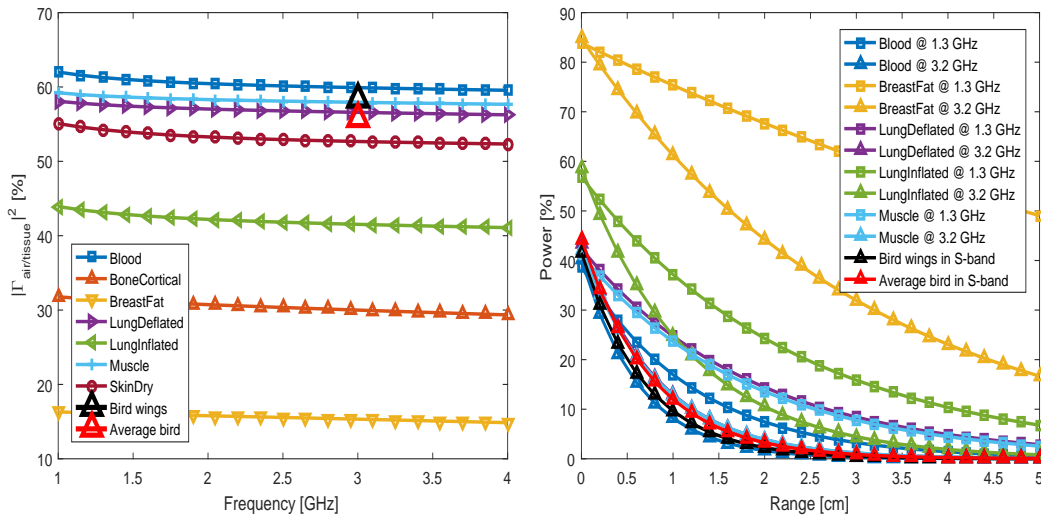 70
60
50
40
30
20
10
|Γ air/tissue |² [%]
1
1.5
2
2.5
3
3.5
4
Frequency [GHz]
Blood
BoneCortical
BreastFat
LungDeflated
LungInflated
Muscle
SkinDry
Bird wings
Average bird
90
80
70
60
50
40
30
20
10
0
Power [%]
0
0.5
1
1.5
2
2.5
3
3.5
4
4.5
5
Range [cm]
Blood @ 1.3 GHz
Blood @ 3.2 GHz
BreastFat @ 1.3 GHz
BreastFat @ 3.2 GHz
LungDeflated @ 1.3 GHz
LungDeflated @ 3.2 GHz
LungInflated @ 1.3 GHz
LungInflated @ 3.2 GHz
Muscle @ 1.3 GHz
Muscle @ 3.2 GHz
Bird wings in S-band
Average bird in S-band